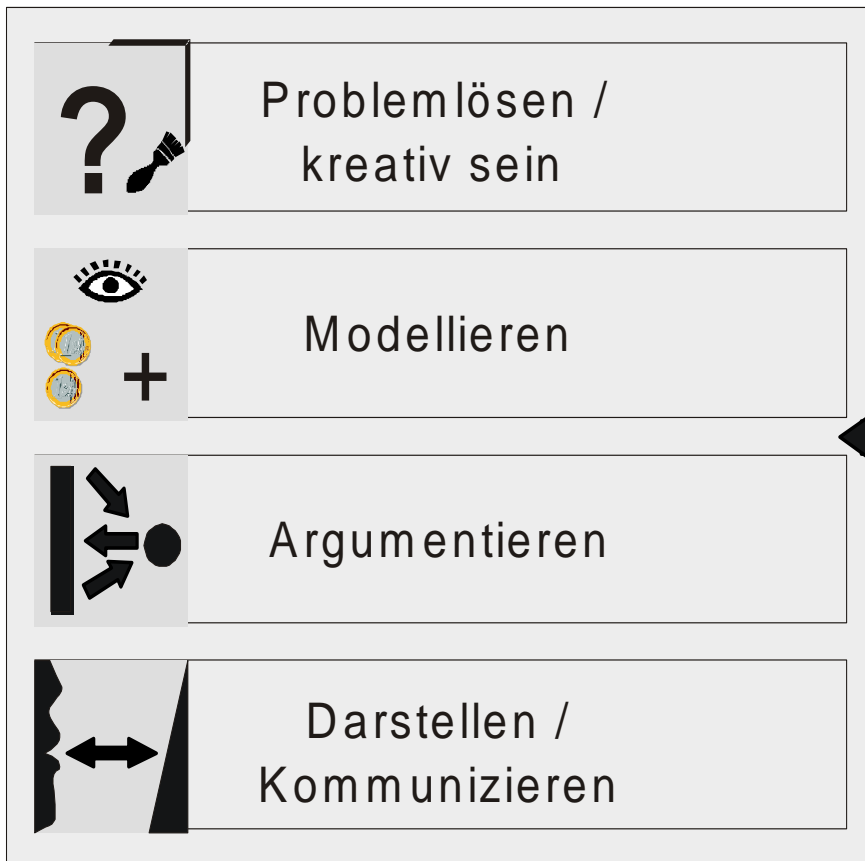 ?
Problemlösen /
kreativ sein
+
Modellieren
Argumentieren
Darstellen /
Kommunizieren